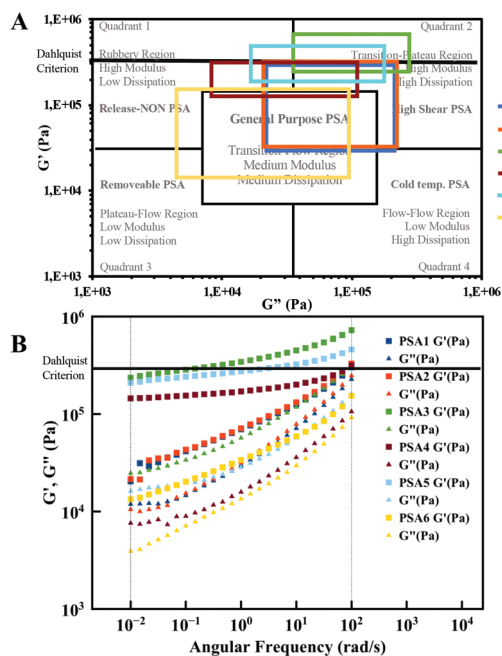 A
Quadrant 1
Quadrant 2
1,E+06
Dahlquist
Criterion
Rubbery Region
High Modulus
Low Dissipation
Transition-Plateau Region
High Modulus
High Dissipation
1,E+05
Release-NON PSA
General Purpose PSA
High Shear PSA
G' (Pa)
Transition-Flow Region
Medium Modulus
Medium Dissipation
1,E+04
Removeable PSA
Cold temp. PSA
Plateau-Flow Region
Low Modulus
Low Dissipation
Flow-Flow Region
Low Modulus
High Dissipation
Quadrant 3
Quadrant 4
1,E+03
1,E+03
1,E+04
1,E+05
1,E+06
G" (Pa)
B
10⁶
Dahlquist
Criterion
PSA1 G'(Pa)
G"(Pa)
PSA2 G'(Pa)
G"(Pa)
PSA3 G'(Pa)
G"(Pa)
PSA4 G'(Pa)
G"(Pa)
PSA5 G'(Pa)
G"(Pa)
PSA6 G'(Pa)
G"(Pa)
10⁵
G', G" (Pa)
10⁴
10³
10⁻² 10⁻¹ 10⁰ 10¹ 10² 10³ 10⁴
Angular Frequency (rad/s)